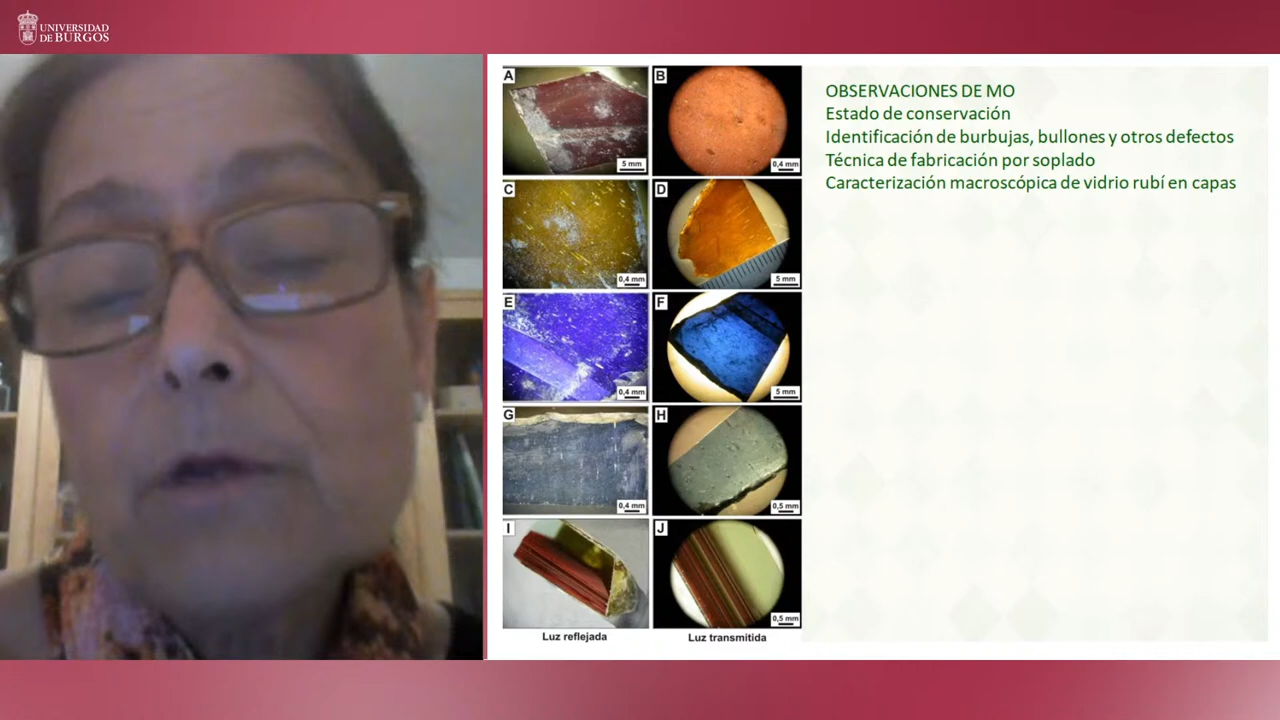 UNIVERSIDAD
DE BURGOS
A
5 mm
B
0,4 mm
C
0,4 mm
D
5 mm
E
0,4 mm
F
5 mm
G
0,4 mm
H
0,5 mm
I
J
0,5 mm
Luz reflejada
Luz transmitida
OBSERVACIONES DE MO
Estado de conservación
Identificación de burbujas, bullones y otros defectos
Técnica de fabricación por soplado
Caracterización macroscópica de vidrio rubí en capas